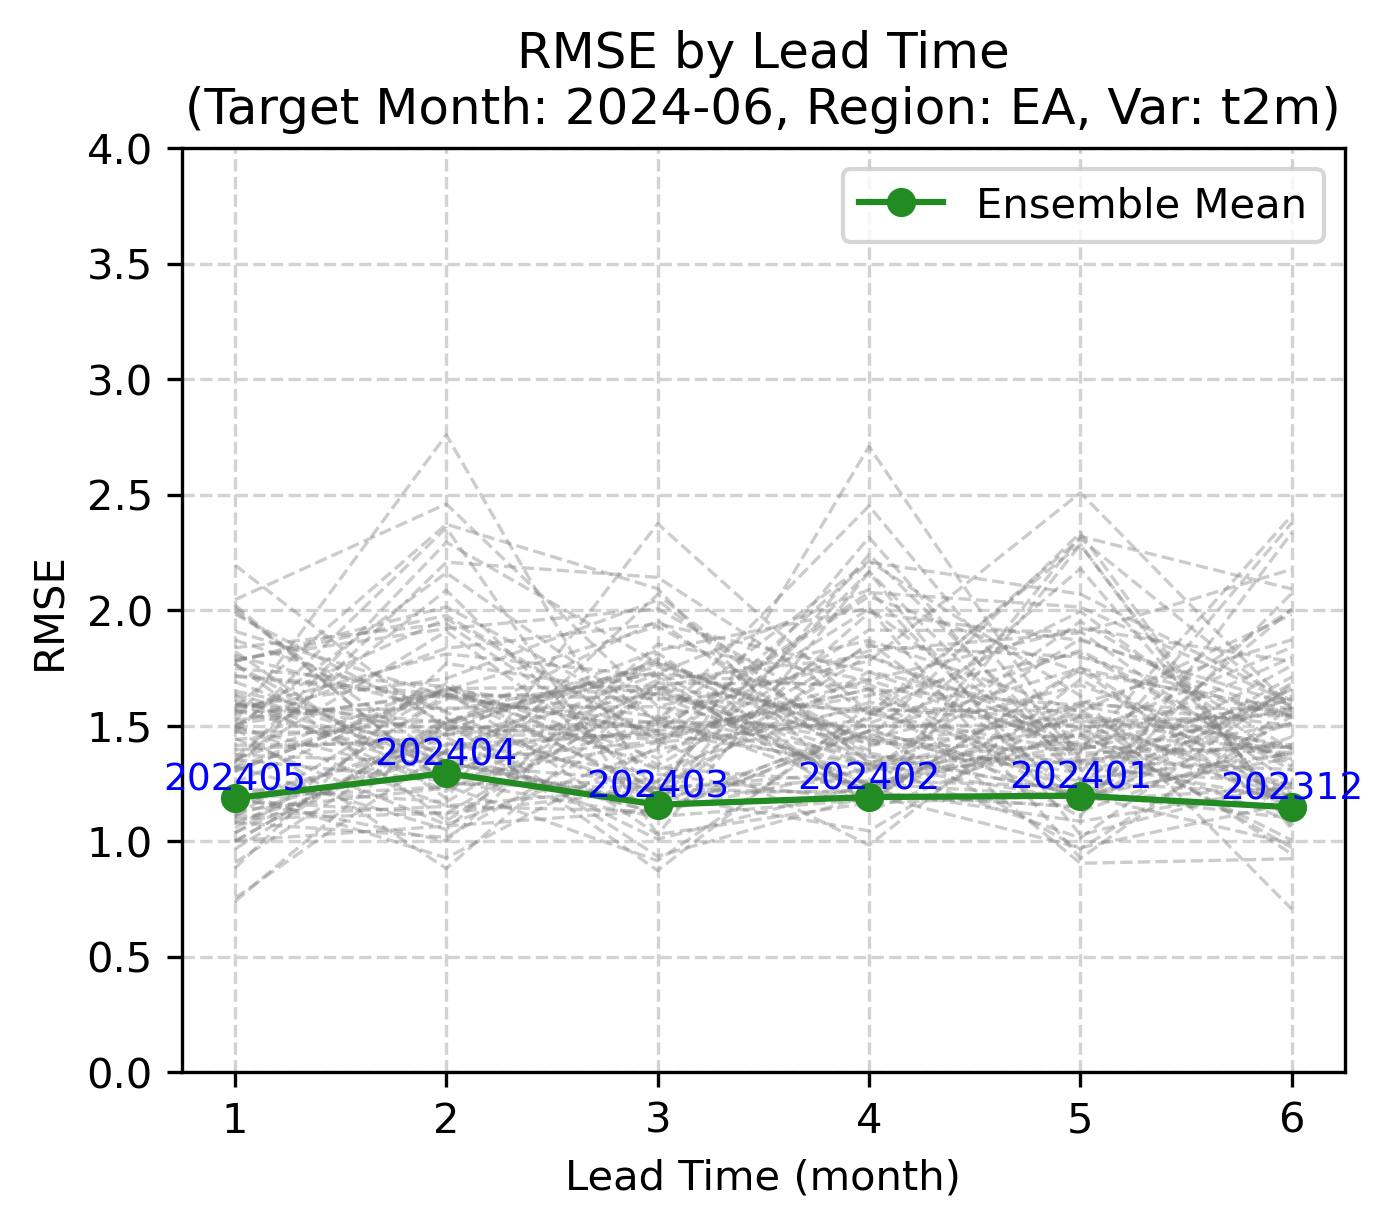 RMSE by Lead Time
(Target Month: 2024-06, Region: EA, Var: t2m)
4.0
3.5
3.0
2.5
2.0
1.5
1.0
0.5
0.0
RMSE
Ensemble Mean
202405
202404
202403
202402
202401
202312
1 2 3 4 5 6
Lead Time (month)